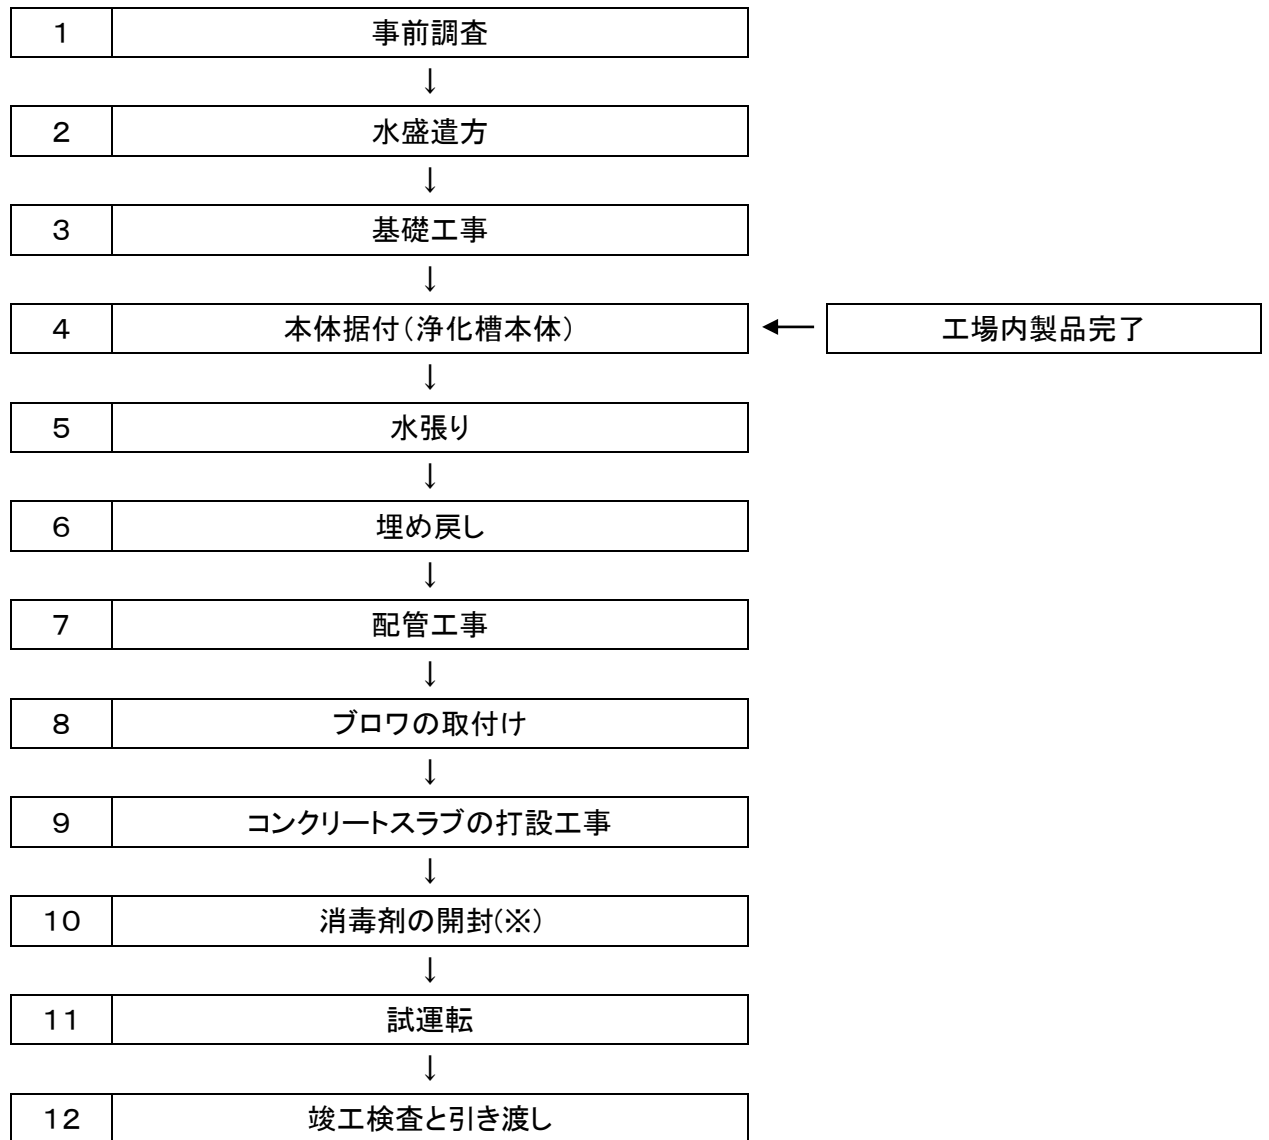 1 事前調査
↓
2 水盛遣方
↓
3 基礎工事
↓
4 本体据付(浄化槽本体) ← 工場内製品完了
↓
5 水張り
↓
6 埋め戻し
↓
7 配管工事
↓
8 ブロワの取付け
↓
9 コンクリートスラブの打設工事
↓
10 消毒剤の開封(※)
↓
11 試運転
↓
12 竣工検査と引き渡し